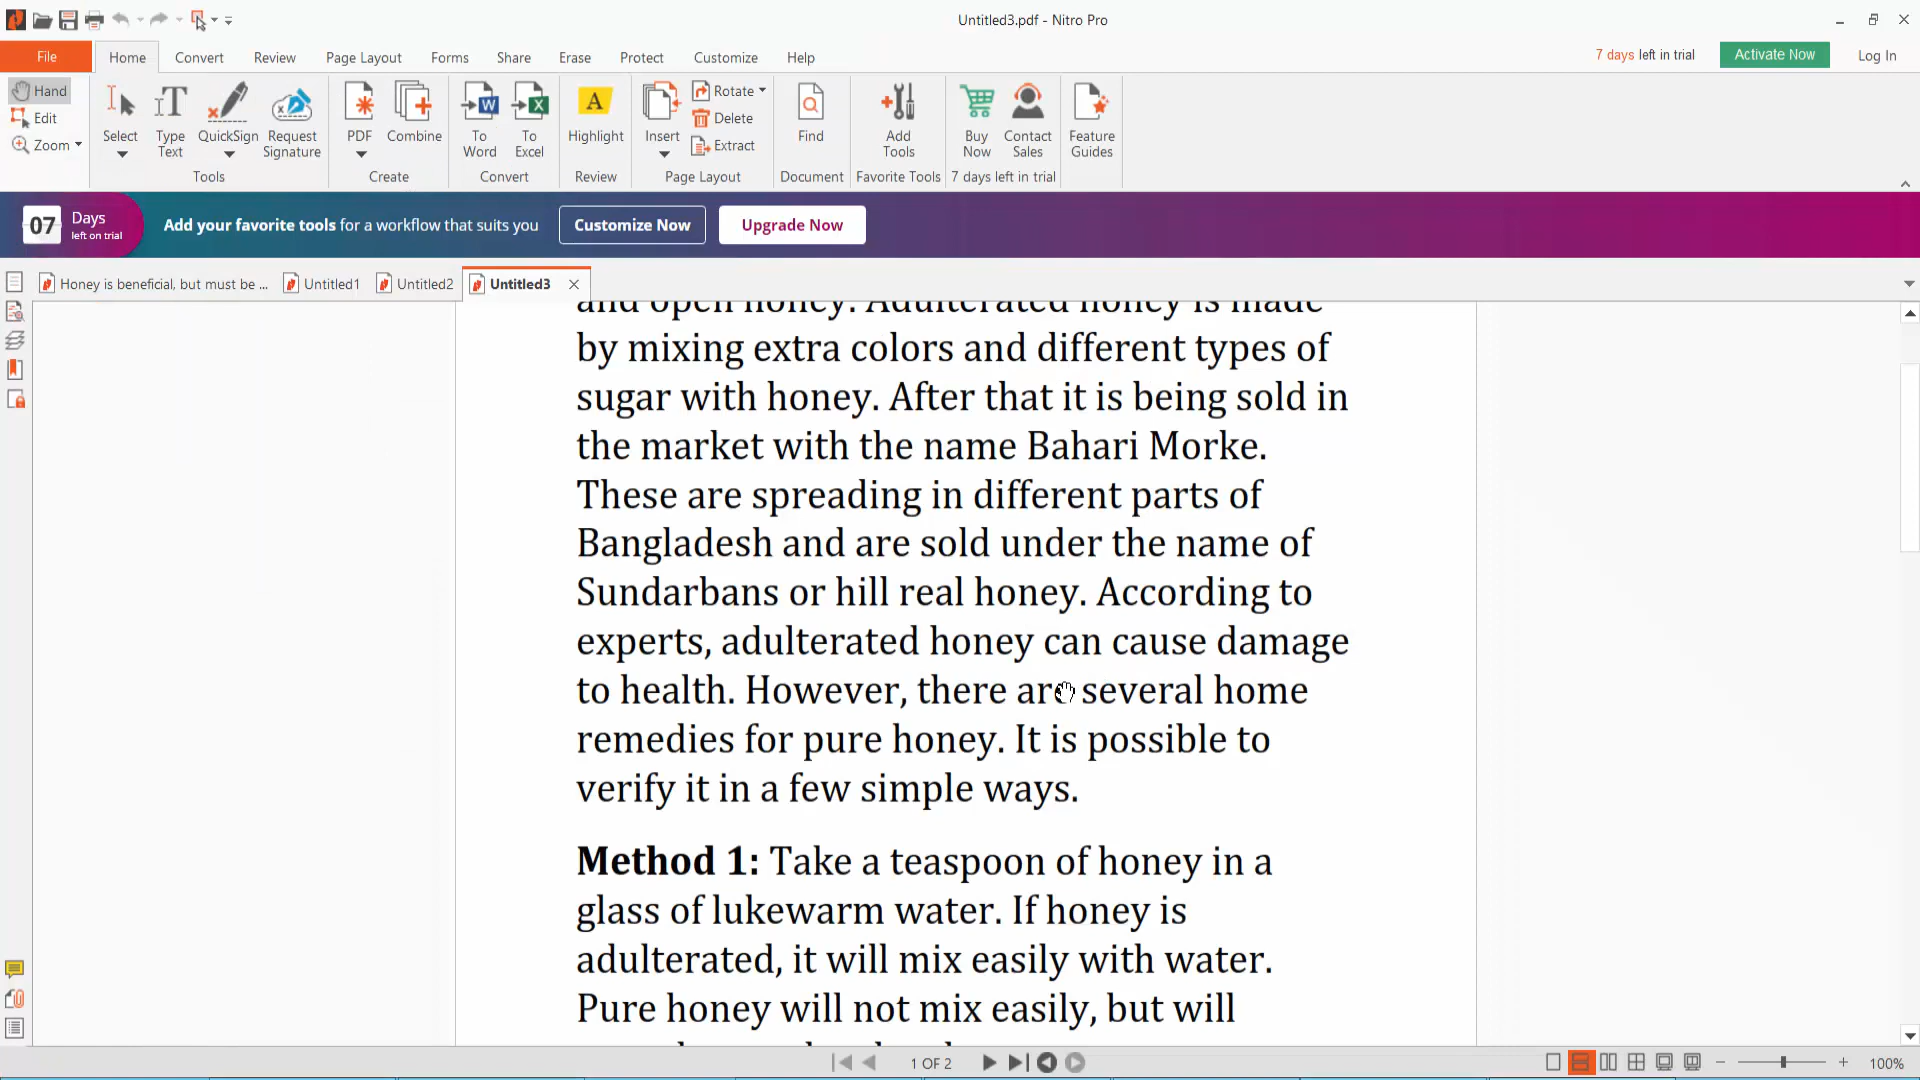 Untitled3.pdf - Nitro Pro
File
Home
Convert
Review
Page Layout
Forms
Share
Erase
Protect
Customize
Help
7 days left in trial
Activate Now
Log In
Hand
Edit
Zoom
Select
Type Text
QuickSign
Request Signature
Tools
PDF
Combine
Create
To Word
To Excel
Convert
Highlight
Review
Insert
Rotate
Delete
Extract
Page Layout
Find
Document
Add Tools
Favorite Tools
Buy Now
Contact Sales
7 days left in trial
Feature Guides
07 Days left on trial
Add your favorite tools for a workflow that suits you
Customize Now
Upgrade Now
Honey is beneficial, but must be ...
Untitled1
Untitled2
Untitled3
and open honey. Adulterated honey is made
by mixing extra colors and different types of
sugar with honey. After that it is being sold in
the market with the name Bahari Morke.
These are spreading in different parts of
Bangladesh and are sold under the name of
Sundarbans or hill real honey. According to
experts, adulterated honey can cause damage
to health. However, there are several home
remedies for pure honey. It is possible to
verify it in a few simple ways.
Method 1: Take a teaspoon of honey in a
glass of lukewarm water. If honey is
adulterated, it will mix easily with water.
Pure honey will not mix easily, but will
1 OF 2
100%